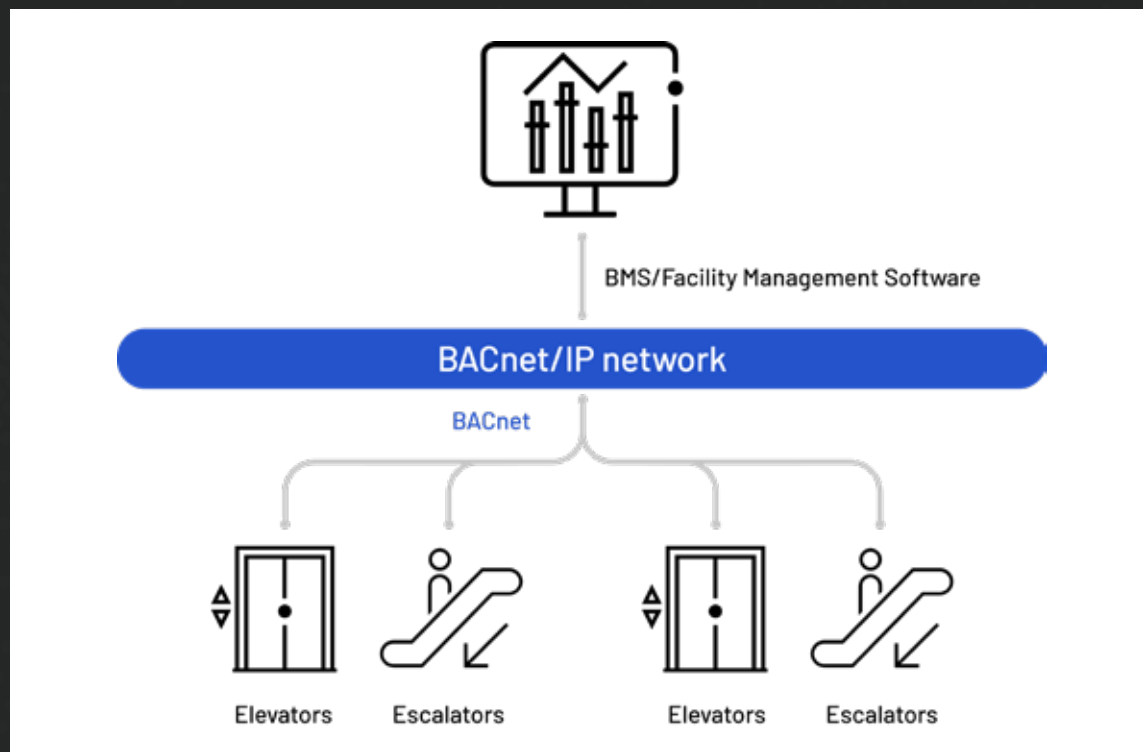 BMS/Facility Management Software
BACnet/IP network
BACnet
Elevators
Escalators
Elevators
Escalators